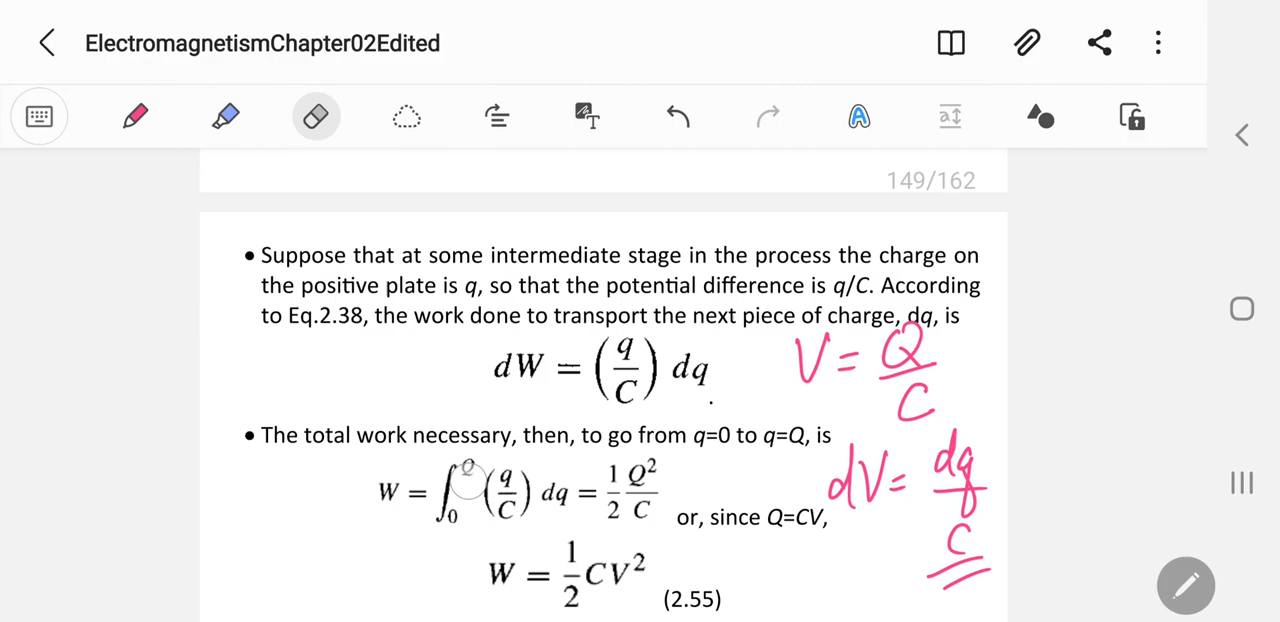 ElectromagnetismChapter02Edited
149/162
• Suppose that at some intermediate stage in the process the charge on
the positive plate is q, so that the potential difference is q/C. According
to Eq.2.38, the work done to transport the next piece of charge, dq, is
dW = (q/C) dq.
V = Q/C
• The total work necessary, then, to go from q=0 to q=Q, is
W = ∫₀^Q (q/C) dq = 1/2 Q²/C or, since Q=CV,
dV = dq/C
W = 1/2 CV² (2.55)